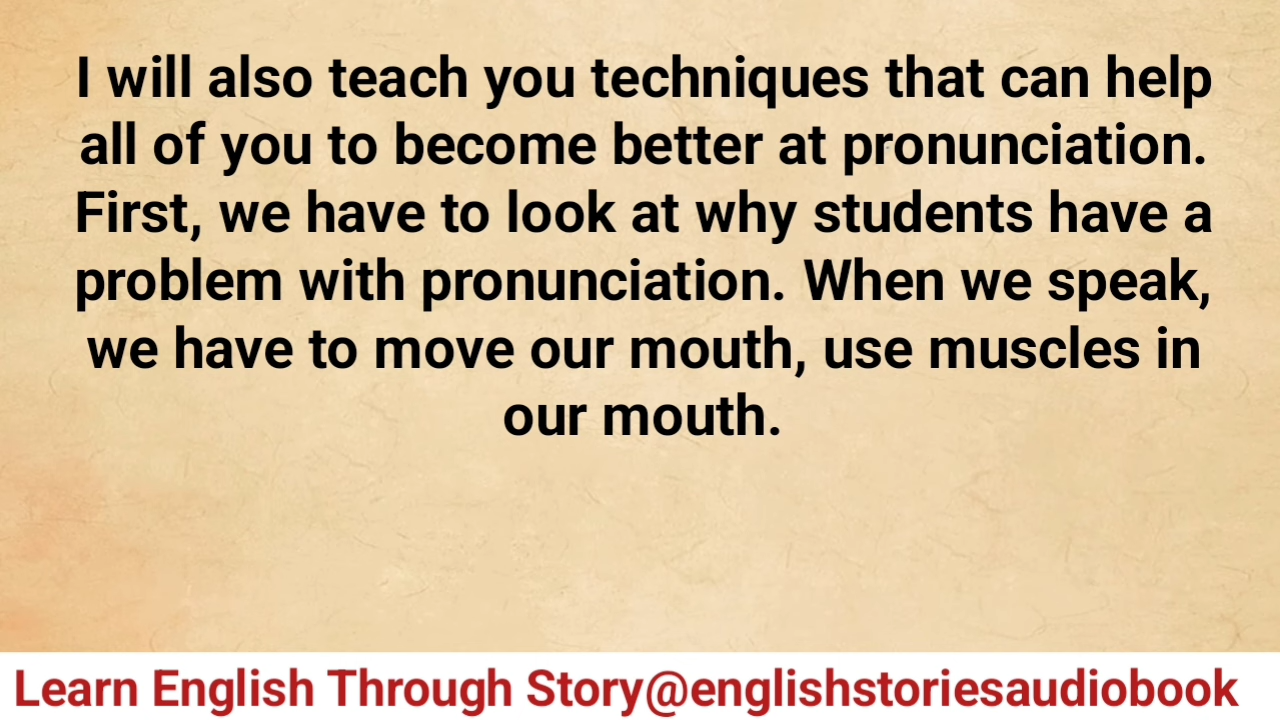 I will also teach you techniques that can help
all of you to become better at pronunciation.
First, we have to look at why students have a
problem with pronunciation. When we speak,
we have to move our mouth, use muscles in
our mouth.
Learn English Through Story@englishstoriesaudiobook